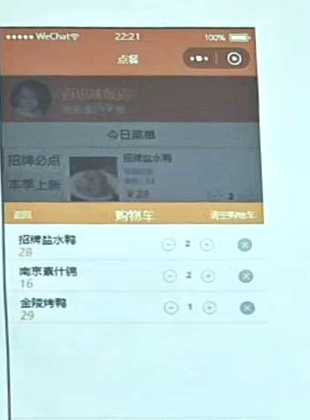 WeChat 22:21 100%
点餐
今日菜单
招牌必点
招牌盐水鸭
本季上新
¥28
2
返回 购物车 清空购物车
招牌盐水鸭
28
2
南京素什锦
16
2
金陵烤鸭
29
1